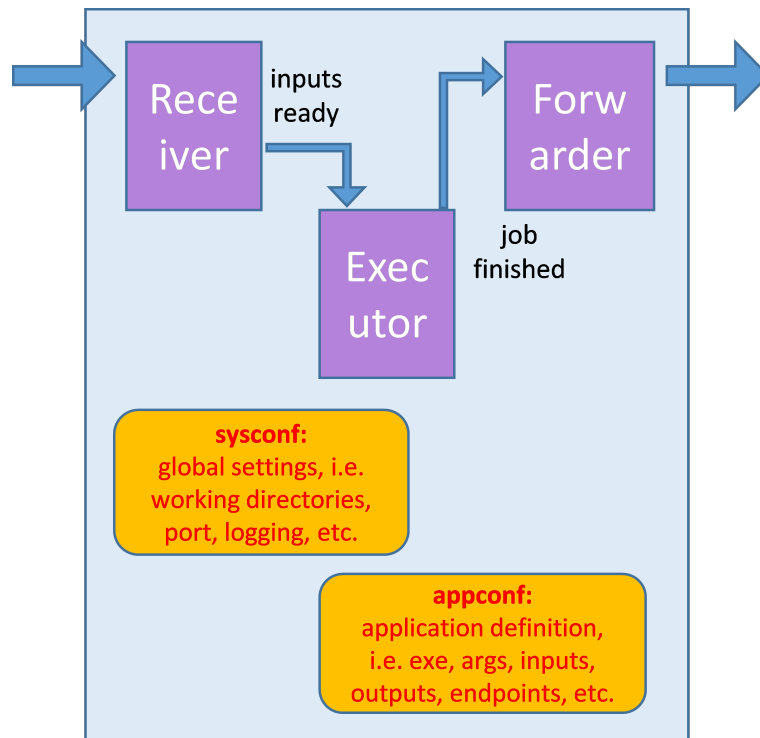 Rece
iver
inputs
ready
Exec
utor
job
finished
Forw
arder
sysconf:
global settings, i.e.
working directories,
port, logging, etc.
appconf:
application definition,
i.e. exe, args, inputs,
outputs, endpoints, etc.